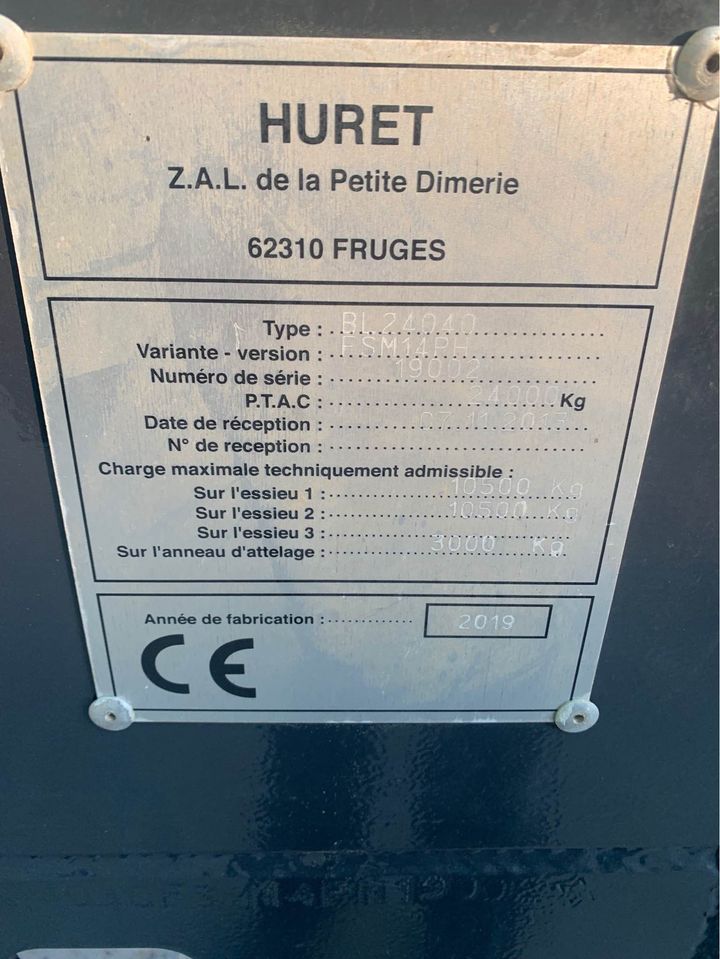 HURET
Z.A.L. de la Petite Dimerie
62310 FRUGES
Type : BL24040
Variante - version : FSM14PH
Numéro de série : 19002
P.T.A.C : 24000 Kg
Date de réception : 07.11.2013
N° de reception :
Charge maximale techniquement admissible :
Sur l'essieu 1 : 10500 Kg
Sur l'essieu 2 : 10500 Kg
Sur l'essieu 3 :
Sur l'anneau d'attelage : 3000 Kg
Année de fabrication : 2019
CE